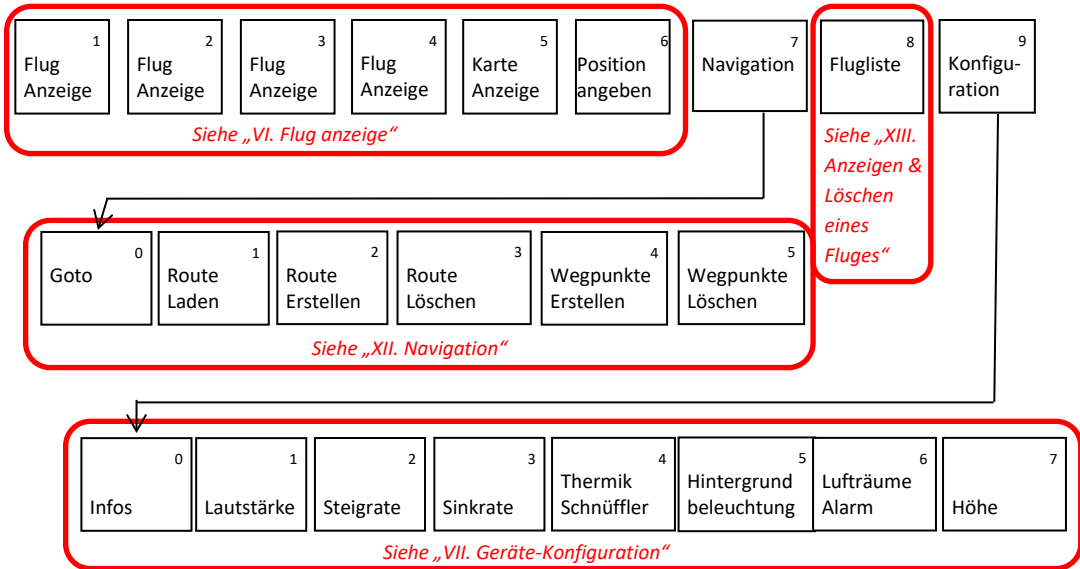 1
Flug
Anzeige
2
Flug
Anzeige
3
Flug
Anzeige
4
Flug
Anzeige
5
Karte
Anzeige
6
Position
angeben
7
Navigation
8
Flugliste
9
Konfigu-
ration
Siehe „VI. Flug anzeige“
Siehe „XIII.
Anzeigen &
Löschen
eines
Fluges“
0
Goto
1
Route
Laden
2
Route
Erstellen
3
Route
Löschen
4
Wegpunkte
Erstellen
5
Wegpunkte
Löschen
Siehe „XII. Navigation“
0
Infos
1
Lautstärke
2
Steigrate
3
Sinkrate
4
Thermik
Schnüffler
5
Hintergrund
beleuchtung
6
Lufträume
Alarm
7
Höhe
Siehe „VII. Geräte-Konfiguration“